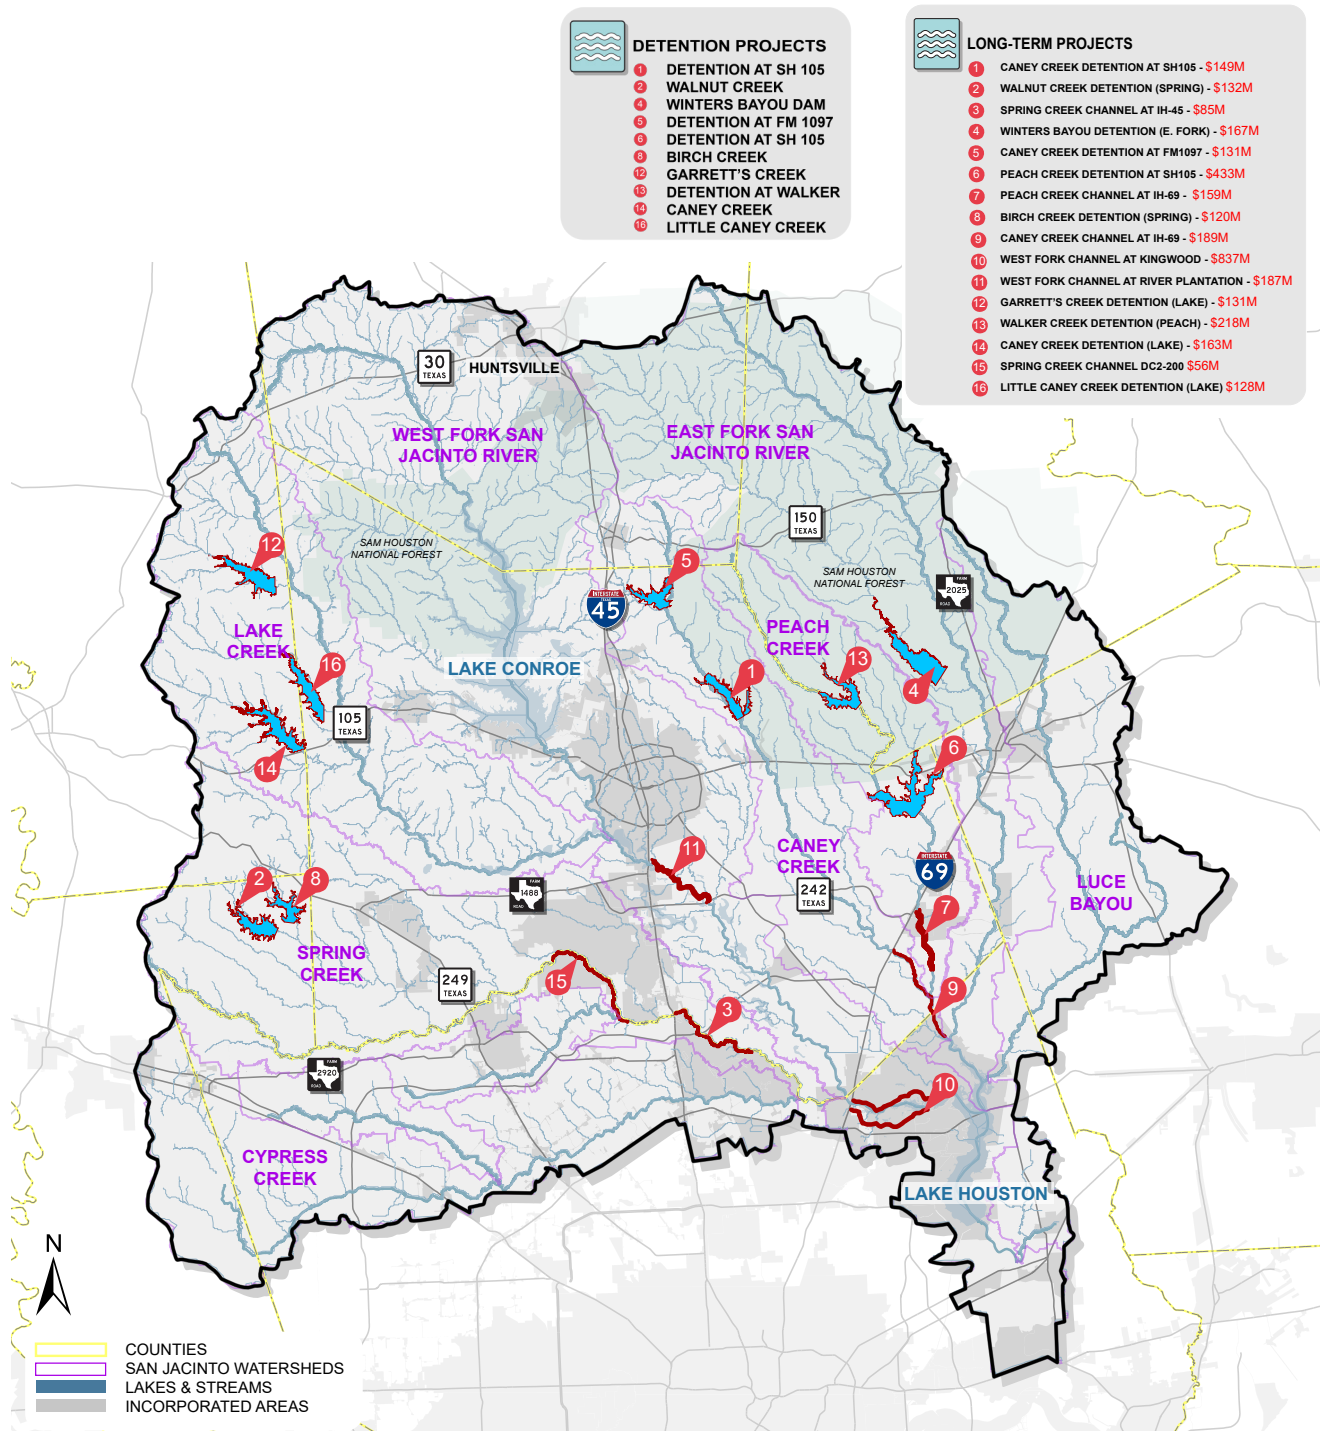 DETENTION PROJECTS
1 DETENTION AT SH 105
2 WALNUT CREEK
4 WINTERS BAYOU DAM
5 DETENTION AT FM 1097
6 DETENTION AT SH 105
8 BIRCH CREEK
12 GARRETT'S CREEK
13 DETENTION AT WALKER
14 CANEY CREEK
16 LITTLE CANEY CREEK
LONG-TERM PROJECTS
1 CANEY CREEK DETENTION AT SH105 - $149M
2 WALNUT CREEK DETENTION (SPRING) - $132M
3 SPRING CREEK CHANNEL AT IH-45 - $85M
4 WINTERS BAYOU DETENTION (E. FORK) - $167M
5 CANEY CREEK DETENTION AT FM1097 - $131M
6 PEACH CREEK DETENTION AT SH105 - $433M
7 PEACH CREEK CHANNEL AT IH-69 - $159M
8 BIRCH CREEK DETENTION (SPRING) - $120M
9 CANEY CREEK CHANNEL AT IH-69 - $189M
10 WEST FORK CHANNEL AT KINGWOOD - $837M
11 WEST FORK CHANNEL AT RIVER PLANTATION - $187M
12 GARRETT'S CREEK DETENTION (LAKE) - $131M
13 WALKER CREEK DETENTION (PEACH) - $218M
14 CANEY CREEK DETENTION (LAKE) - $163M
15 SPRING CREEK CHANNEL DC2-200 $56M
16 LITTLE CANEY CREEK DETENTION (LAKE) $128M
30
TEXAS
HUNTSVILLE
WEST FORK SAN
JACINTO RIVER
EAST FORK SAN
JACINTO RIVER
150
TEXAS
SAM HOUSTON
NATIONAL FOREST
12
5
SAM HOUSTON
NATIONAL FOREST
FARM
2025
ROAD
INTERSTATE
TEXAS
45
LAKE
CREEK
PEACH
CREEK
LAKE CONROE
16
1
13
4
105
TEXAS
14
6
11
CANEY
CREEK
INTERSTATE
69
2
8
FARM
1488
ROAD
242
TEXAS
LUCE
BAYOU
7
SPRING
CREEK
249
TEXAS
15
9
3
FARM
2920
ROAD
10
CYPRESS
CREEK
LAKE HOUSTON
N
COUNTIES
SAN JACINTO WATERSHEDS
LAKES & STREAMS
INCORPORATED AREAS